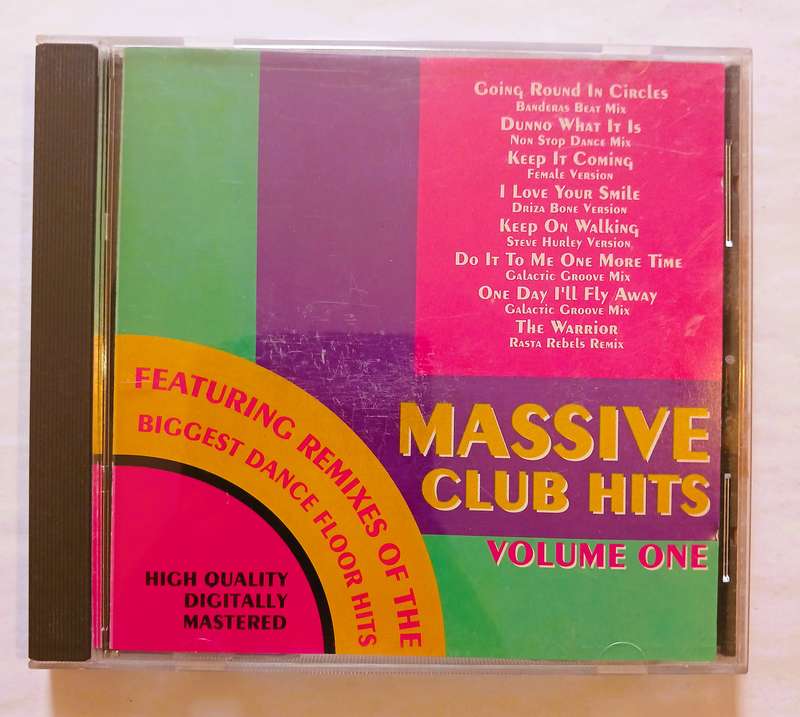 Going Round In Circles
Banderas Beat Mix
Dunno What It Is
Non Stop Dance Mix
Keep It Coming
Female Version
I Love Your Smile
Driza Bone Version
Keep On Walking
Steve Hurley Version
Do It To Me One More Time
Galactic Groove Mix
One Day I'll Fly Away
Galactic Groove Mix
The Warrior
Rasta Rebels Remix
MASSIVE
CLUB HITS
VOLUME ONE
FEATURING REMIXES OF THE
BIGGEST DANCE FLOOR HITS
HIGH QUALITY
DIGITALLY
MASTERED